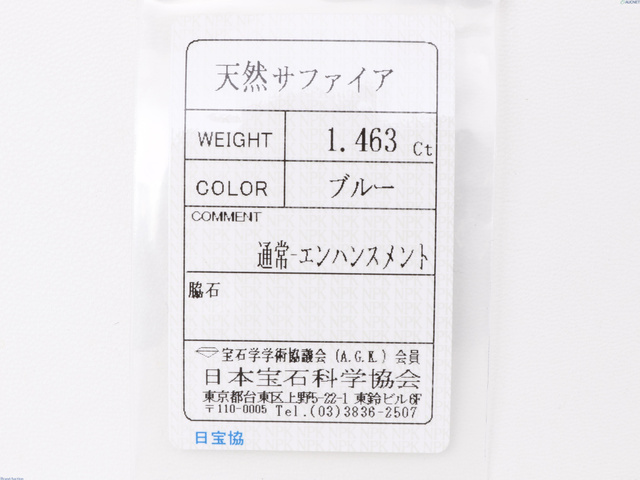 天然サファイア
WEIGHT 1.463 Ct
COLOR ブルー
COMMENT
通常-エンハンスメント
脇石
宝石学学術協議会 (A.G.K.) 会員
日本宝石科学協会
東京都台東区上野5-22-1 東鈴ビル6F
〒110-0005 Tel.(03)3836-2507
日宝協